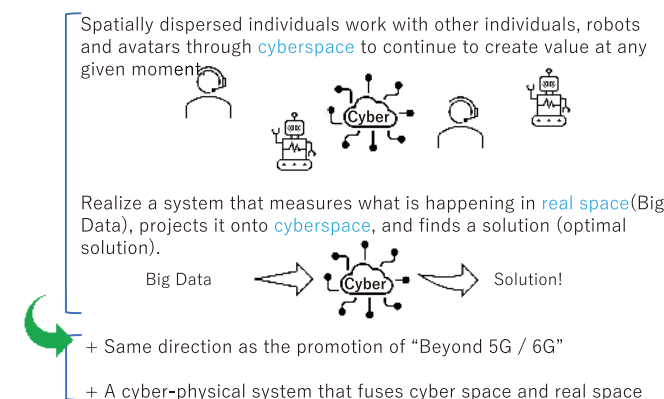 Spatially dispersed individuals work with other individuals, robots
and avatars through cyberspace to continue to create value at any
given moment.
Cyber
Realize a system that measures what is happening in real space(Big
Data), projects it onto cyberspace, and finds a solution (optimal
solution).
Big Data
Cyber
Solution!
+ Same direction as the promotion of “Beyond 5G / 6G”
+ A cyber-physical system that fuses cyber space and real space